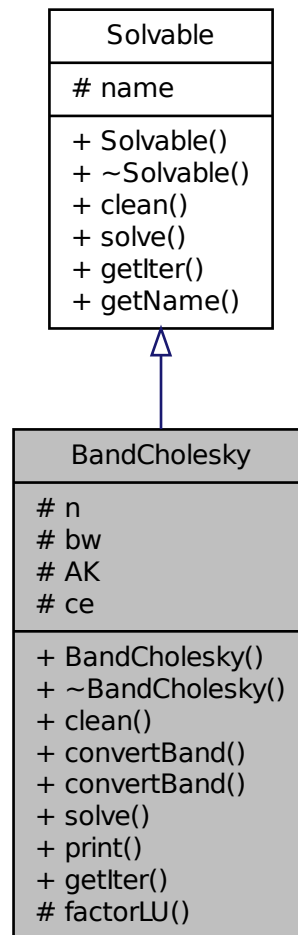 Solvable
# name
+ Solvable()
+ ~Solvable()
+ clean()
+ solve()
+ getIter()
+ getName()
BandCholesky
# n
# bw
# AK
# ce
+ BandCholesky()
+ ~BandCholesky()
+ clean()
+ convertBand()
+ convertBand()
+ solve()
+ print()
+ getIter()
# factorLU()